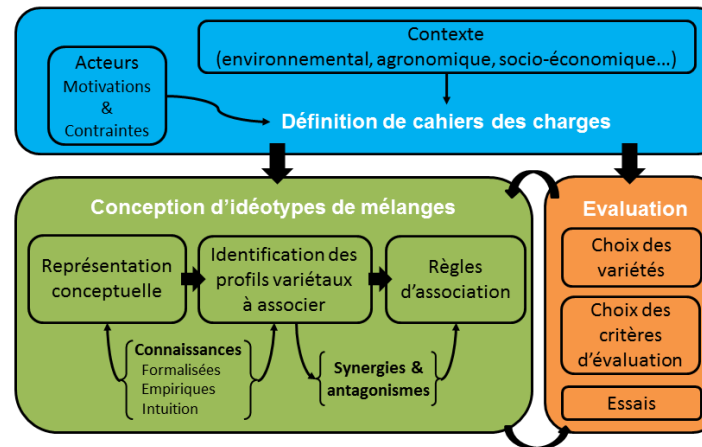 Contexte
(environnemental, agronomique, socio-économique...)
Acteurs
Motivations
&
Contraintes
Définition de cahiers des charges
Conception d'idéotypes de mélanges
Représentation
conceptuelle
Identification des
profils variétaux
à associer
Règles
d'association
Connaissances
Formalisées
Empiriques
Intuition
Synergies &
antagonismes
Evaluation
Choix des
variétés
Choix des
critères
d'évaluation
Essais